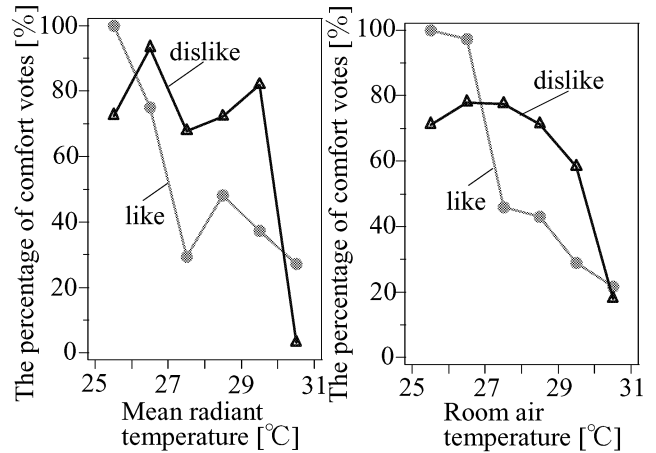 The percentage of comfort votes [%]
100
80
60
40
20
0
dislike
like
25 27 29 31
Mean radiant
temperature [℃]
The percentage of comfort votes [%]
100
80
60
40
20
0
dislike
like
25 27 29 31
Room air
temperature [℃]